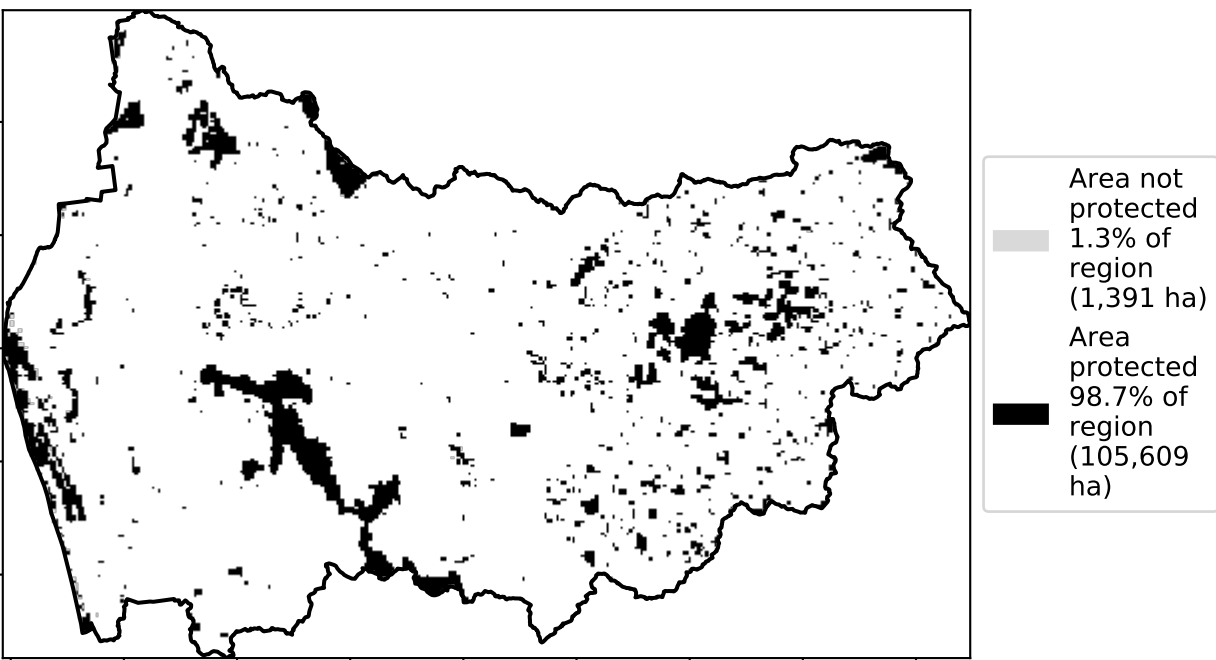 Area not
protected
1.3% of
region
(1,391 ha)
Area
protected
98.7% of
region
(105,609
ha)